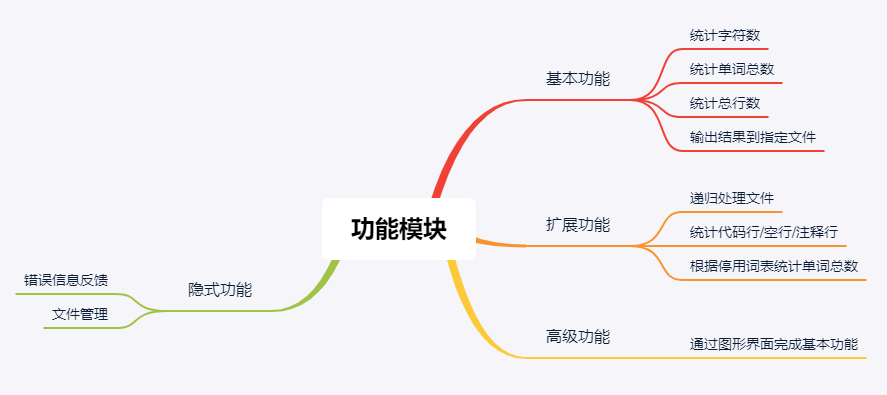 功能模块
基本功能
统计字符数
统计单词总数
统计总行数
输出结果到指定文件
扩展功能
递归处理文件
统计代码行/空行/注释行
根据停用词表统计单词总数
高级功能
通过图形界面完成基本功能
隐式功能
错误信息反馈
文件管理